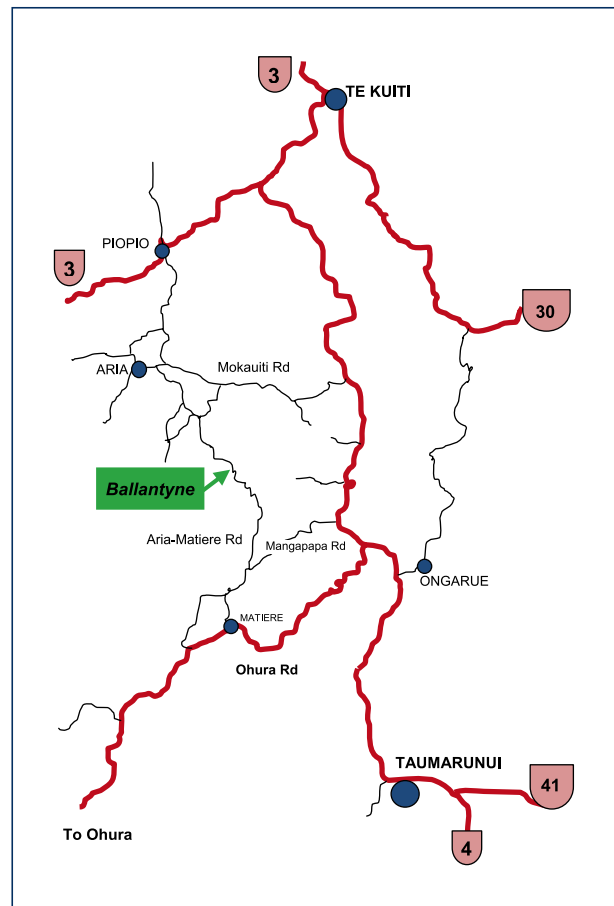 3
TE KUITI
PIOPIO
3
30
ARIA
Mokauiti Rd
Ballantyne
Aria-Matiere Rd
Mangapapa Rd
ONGARUE
MATIERE
Ohura Rd
TAUMARUNUI
41
To Ohura
4